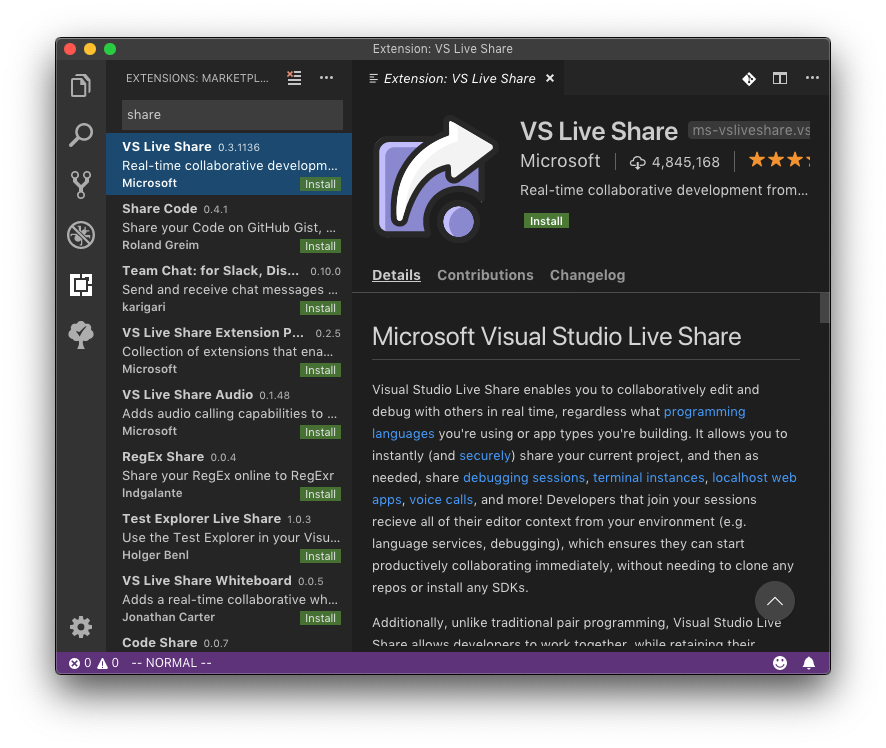 Extension: VS Live Share
EXTENSIONS: MARKETPL...
share
VS Live Share 0.3.1136
Real-time collaborative developm...
Microsoft Install
Share Code 0.4.1
Share your Code on GitHub Gist, ...
Roland Greim Install
Team Chat: for Slack, Dis... 0.10.0
Send and receive chat messages ...
karigari Install
VS Live Share Extension P... 0.2.5
Collection of extensions that ena...
Microsoft Install
VS Live Share Audio 0.1.48
Adds audio calling capabilities to ...
Microsoft Install
RegEx Share 0.0.4
Share your RegEx online to RegExr
Indgalante Install
Test Explorer Live Share 1.0.3
Use the Test Explorer in your Visu...
Holger Benl Install
VS Live Share Whiteboard 0.0.5
Adds a real-time collaborative wh...
Jonathan Carter Install
Code Share 0.0.7
Extension: VS Live Share
VS Live Share ms-vsliveshare.vs
Microsoft 4,845,168
Real-time collaborative development from...
Install
Details Contributions Changelog
Microsoft Visual Studio Live Share
Visual Studio Live Share enables you to collaboratively edit and
debug with others in real time, regardless what programming
languages you're using or app types you're building. It allows you to
instantly (and securely) share your current project, and then as
needed, share debugging sessions, terminal instances, localhost web
apps, voice calls, and more! Developers that join your sessions
recieve all of their editor context from your environment (e.g.
language services, debugging), which ensures they can start
productively collaborating immediately, without needing to clone any
repos or install any SDKs.
Additionally, unlike traditional pair programming, Visual Studio Live
Share allows developers to work together, while retaining their
0 0 -- NORMAL --